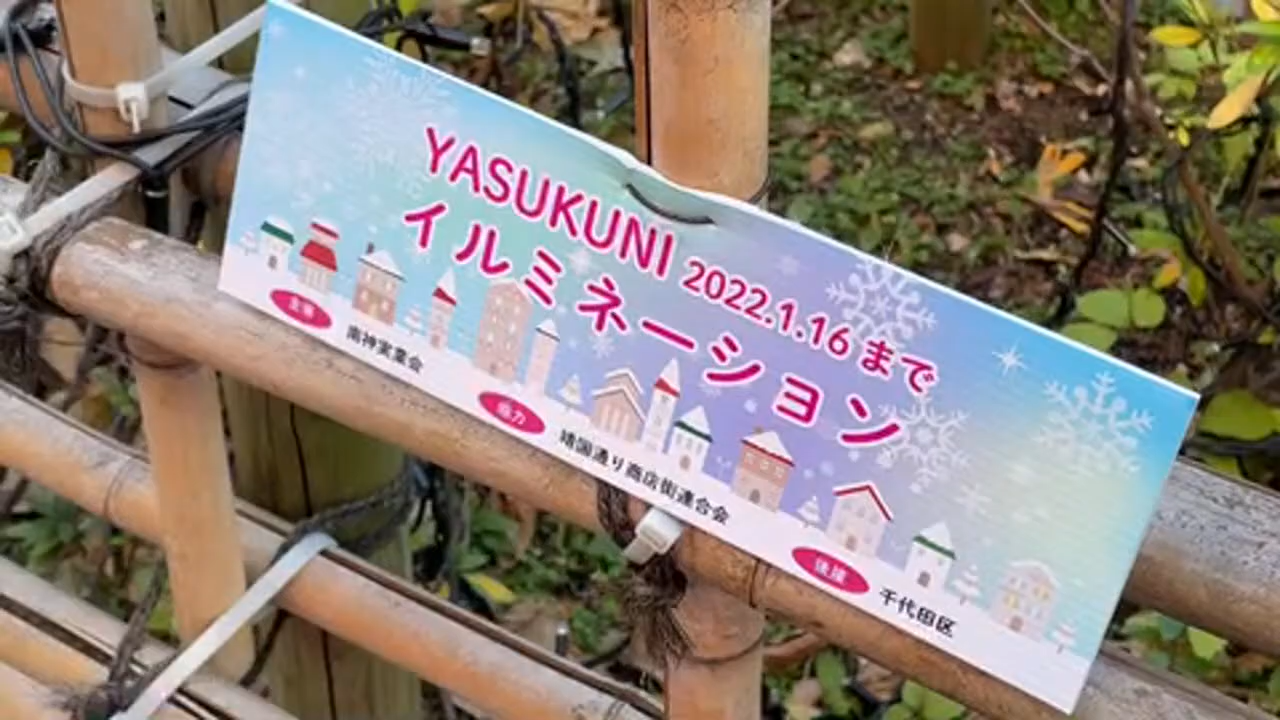 YASUKUNI
イルミネーション
2022.1.16まで
主催
南神実業会
協力
靖国通り商店街連合会
後援
千代田区